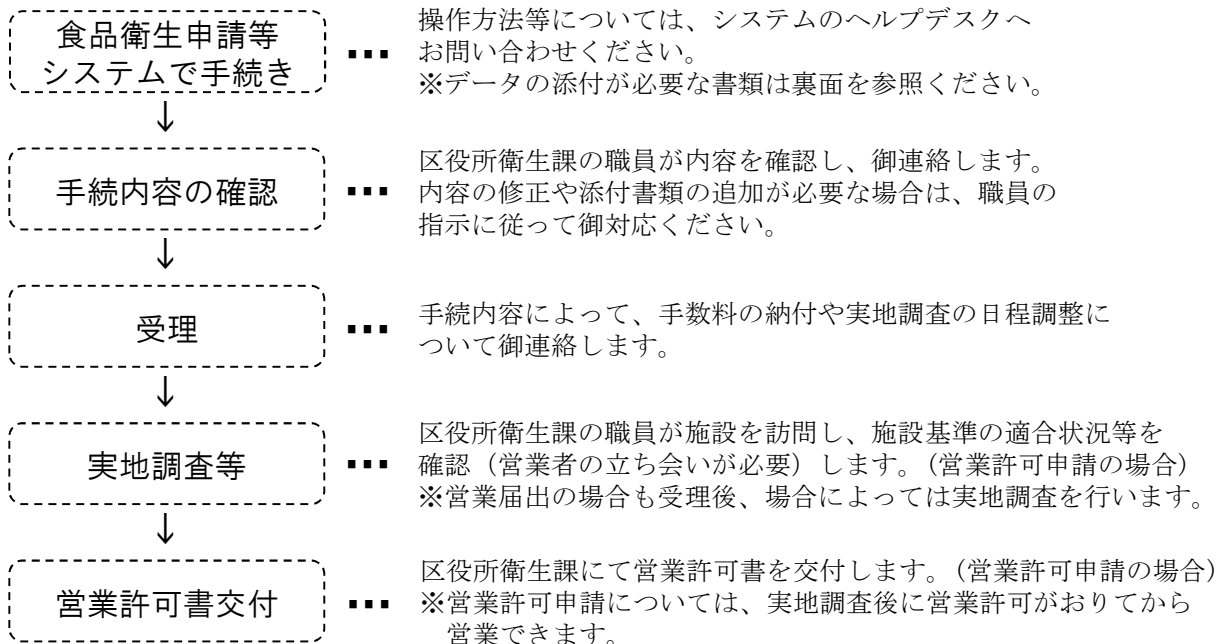 食品衛生申請等
システムで手続き
・・・
操作方法等については、システムのヘルプデスクへ
お問い合わせください。
※データの添付が必要な書類は裏面を参照ください。
↓
手続内容の確認
・・・
区役所衛生課の職員が内容を確認し、御連絡します。
内容の修正や添付書類の追加が必要な場合は、職員の
指示に従って御対応ください。
↓
受理
・・・
手続内容によって、手数料の納付や実地調査の日程調整に
ついて御連絡します。
↓
実地調査等
・・・
区役所衛生課の職員が施設を訪問し、施設基準の適合状況等を
確認（営業者の立ち会いが必要）します。（営業許可申請の場合）
※営業届出の場合も受理後、場合によっては実地調査を行います。
↓
営業許可書交付
・・・
区役所衛生課にて営業許可書を交付します。（営業許可申請の場合）
※営業許可申請については、実地調査後に営業許可がおりてから
営業できます。